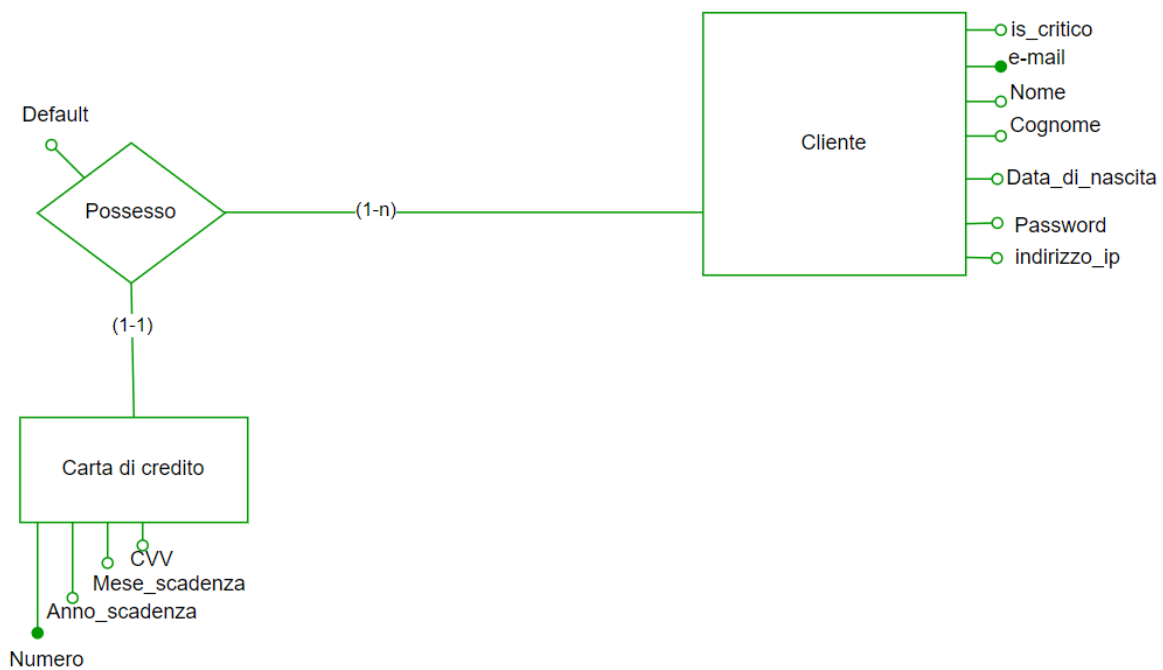 is_critico
e-mail
Nome
Cognome
Data_di_nascita
Password
indirizzo_ip
Cliente
Default
Possesso
(1-n)
(1-1)
Carta di credito
CVV
Mese_scadenza
Anno_scadenza
Numero